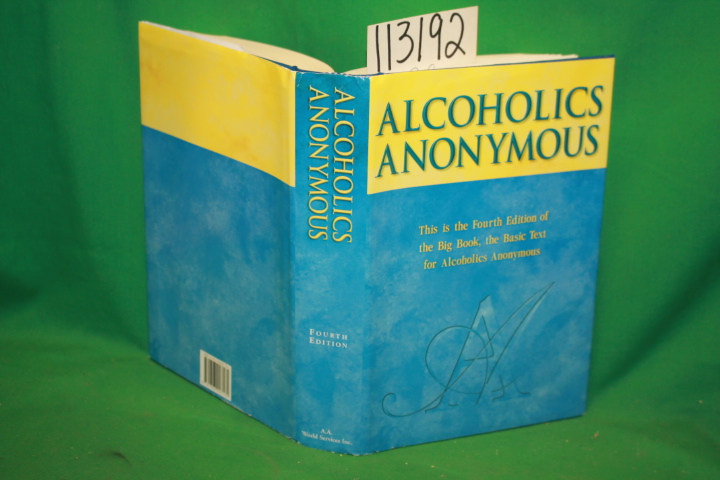 113192
ALCOHOLICS
ANONYMOUS
This is the Fourth Edition of
the Big Book, the Basic Text
for Alcoholics Anonymous
AA
ALCOHOLICS
ANONYMOUS
FOURTH
EDITION
A.A.
World Services Inc.